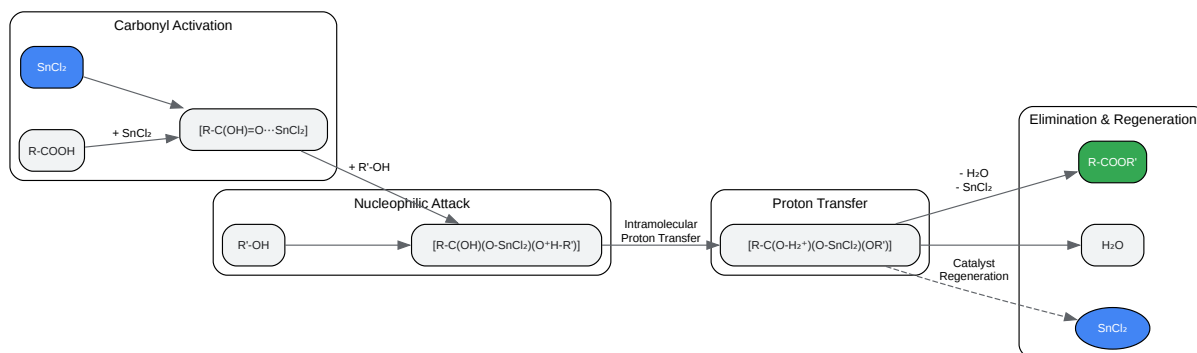 Carbonyl Activation
SnCl₂
R-COOH
+ SnCl₂
[R-C(OH)=O···SnCl₂]
+ R'-OH
Nucleophilic Attack
R'-OH
[R-C(OH)(O-SnCl₂)(O⁺H-R')]
Intramolecular
Proton Transfer
Proton Transfer
[R-C(O-H₂⁺)(O-SnCl₂)(OR')]
- H₂O
- SnCl₂
Catalyst
Regeneration
Elimination & Regeneration
R-COOR'
H₂O
SnCl₂